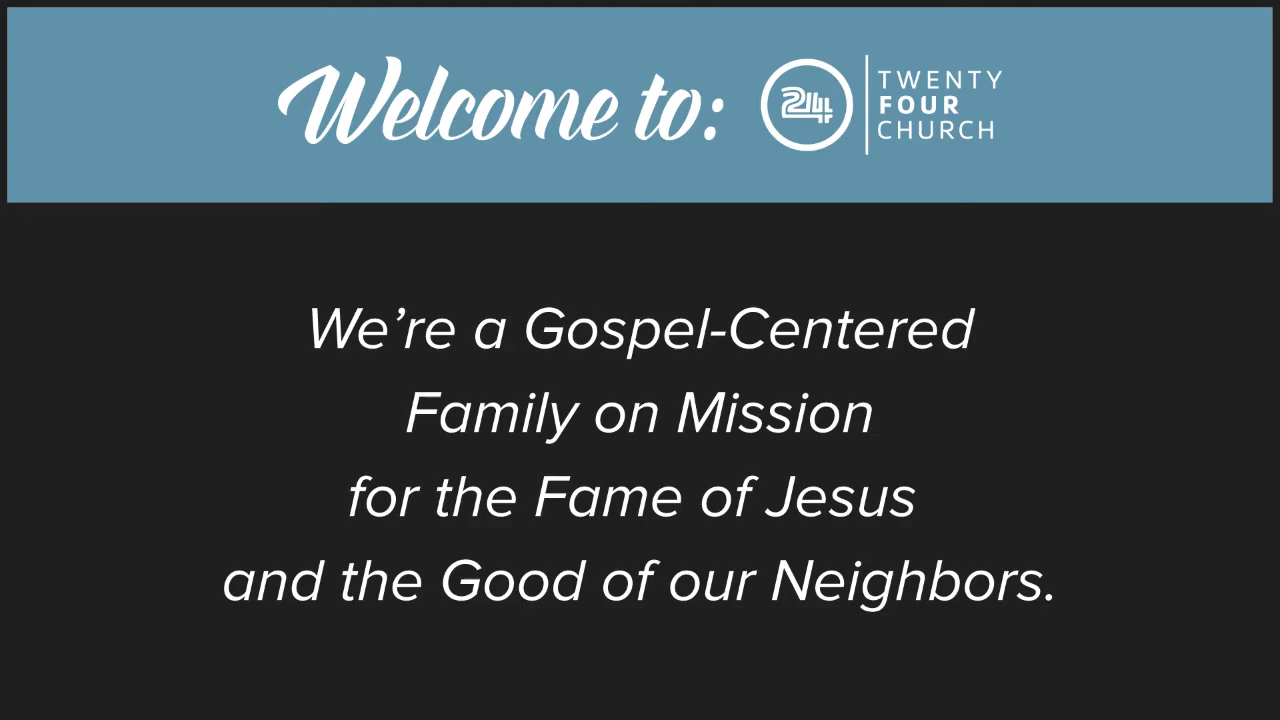 Welcome to:
24
TWENTY
FOUR
CHURCH
We’re a Gospel-Centered
Family on Mission
for the Fame of Jesus
and the Good of our Neighbors.